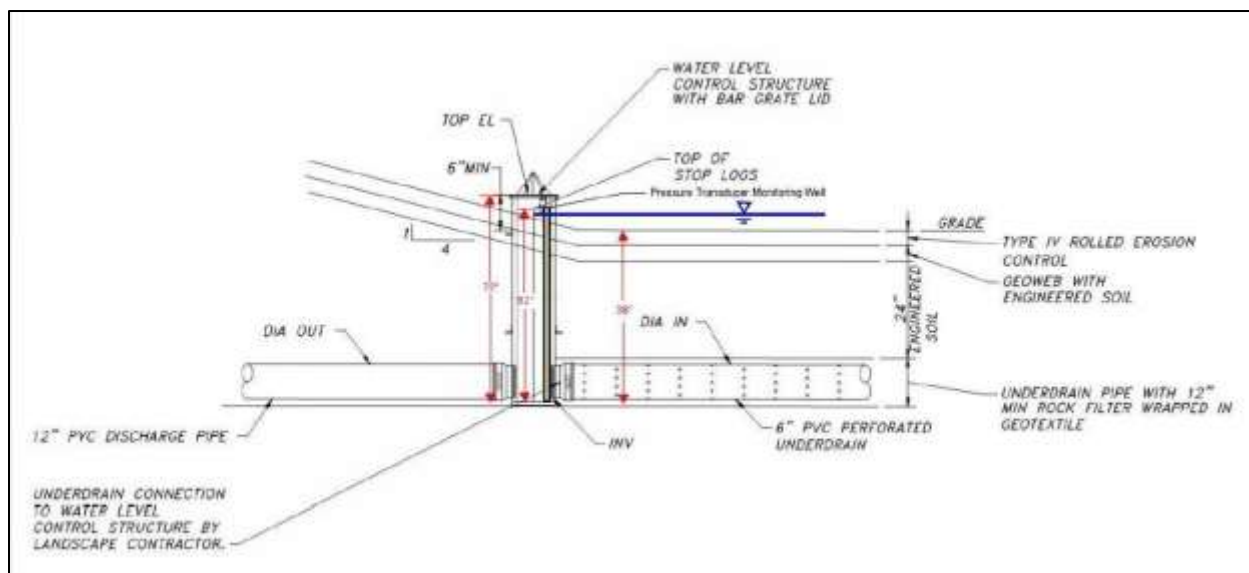 WATER LEVEL
CONTROL STRUCTURE
WITH BAR GRATE LID
TOP EL
6" MIN
TOP OF
STOP LOGS
Pressure Transducer Monitoring Well
GRADE
TYPE IV ROLLED EROSION
CONTROL
GEOWEB WITH
ENGINEERED SOIL
1
4
24"
ENGINEERED
SOIL
DIA OUT
DIA IN
12" PVC DISCHARGE PIPE
INV
6" PVC PERFORATED
UNDERDRAIN
UNDERDRAIN PIPE WITH 12"
MIN ROCK FILTER WRAPPED IN
GEOTEXTILE
UNDERDRAIN CONNECTION
TO WATER LEVEL
CONTROL STRUCTURE BY
LANDSCAPE CONTRACTOR.